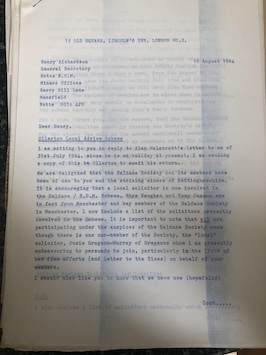 12 OLD SQUARE, LINCOLN'S INN, LONDON WC2.
Henry Richardson
10 August 1984
General Secretary
Notts N.U.M.
Miners Offices
Berry Hill Lane
Mansfield
Notts
Dear Henry,
Ollerton Local Advice Scheme
I am writing to you in reply to Alan Melanctite letter to me of
31st July 1984, since he is on holiday at present. I am sending
a copy of this to Ollerton to await his return.
We are delighted that the Haldane Society and its members have
been of use to you and the striking miners of Nottinghamshire.
It is encouraging that a local solicitor is now involved in
the Haldane / N.U.M. Scheme. Rhys Vaughan and Tony
are
in fact from Manchester and key members of the Haldane Society
in Manchester. I now include a list of the solicitors presently
involved in the Scheme. It is important to note that all are
participating under the auspices of the Haldane Society even
though there is one non-member of the Society, the "local"
solicitor, Susie Gregson-Murray of Gregsons whom I am presently
endeavouring to persuade to join, particularly in the light of
efforts (and letter to the Times) on behalf of your
members.
I should also like you to know that we now have (hopefully)
Cont.....